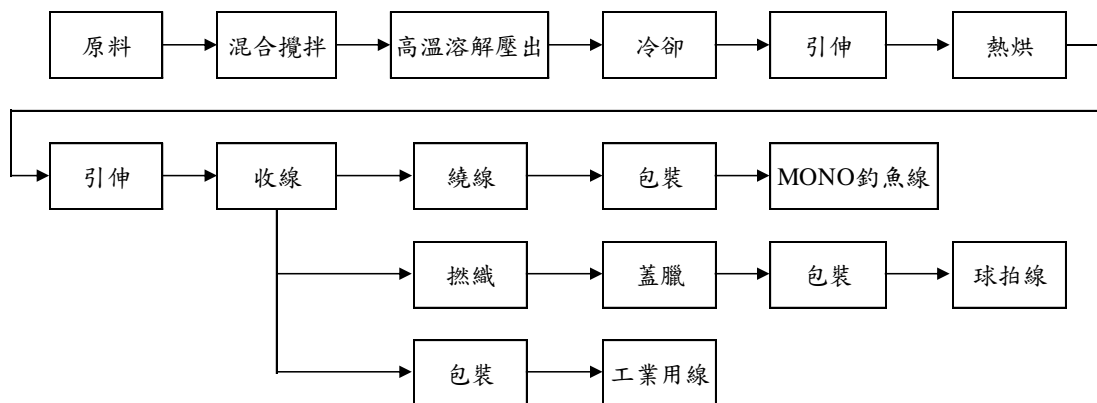 原料 混合攪拌 高溫溶解壓出 冷卻 引伸 熱烘
引伸 收線 繞線 包裝 MONO釣魚線
撚織 蓋臘 包裝 球拍線
包裝 工業用線